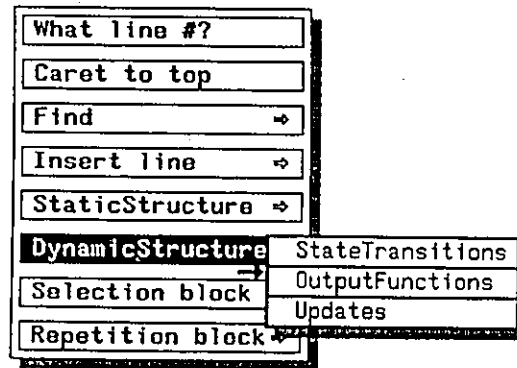 What line #?
Caret to top
Find ⇨
Insert line ⇨
StaticStructure ⇨
DynamicStructure
Selection block
Repetition block ⇨
StateTransitions
OutputFunctions
Updates